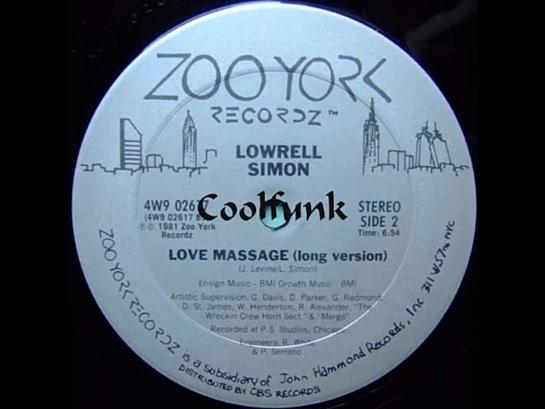 ZOO YORK
RECORDZ™
LOWRELL
SIMON
4W9 02617
(4W9 02617
℗ © 1981 Zoo York
Recordz
Coolfunk
STEREO
SIDE 2
Time: 6:54
LOVE MASSAGE (long version)
(J. Levine/L. Simon)
Ensign Music - BMI Growth Music - BMI
Artistic Supervision: G. Davis, D. Parker, G. Redmond,
D. St. James, W. Henderson, R. Alexander, "The
Wreckin Crew Horn Sect." & "Merge"
Recorded at P.S. Studios, Chicago
Engineers: R.
& P. Serrano
ZOO YORK RECORDZ is a subsidiary of John Hammond Records, Inc 311 W. 57TH NYC
DISTRIBUTED BY CBS RECORDS